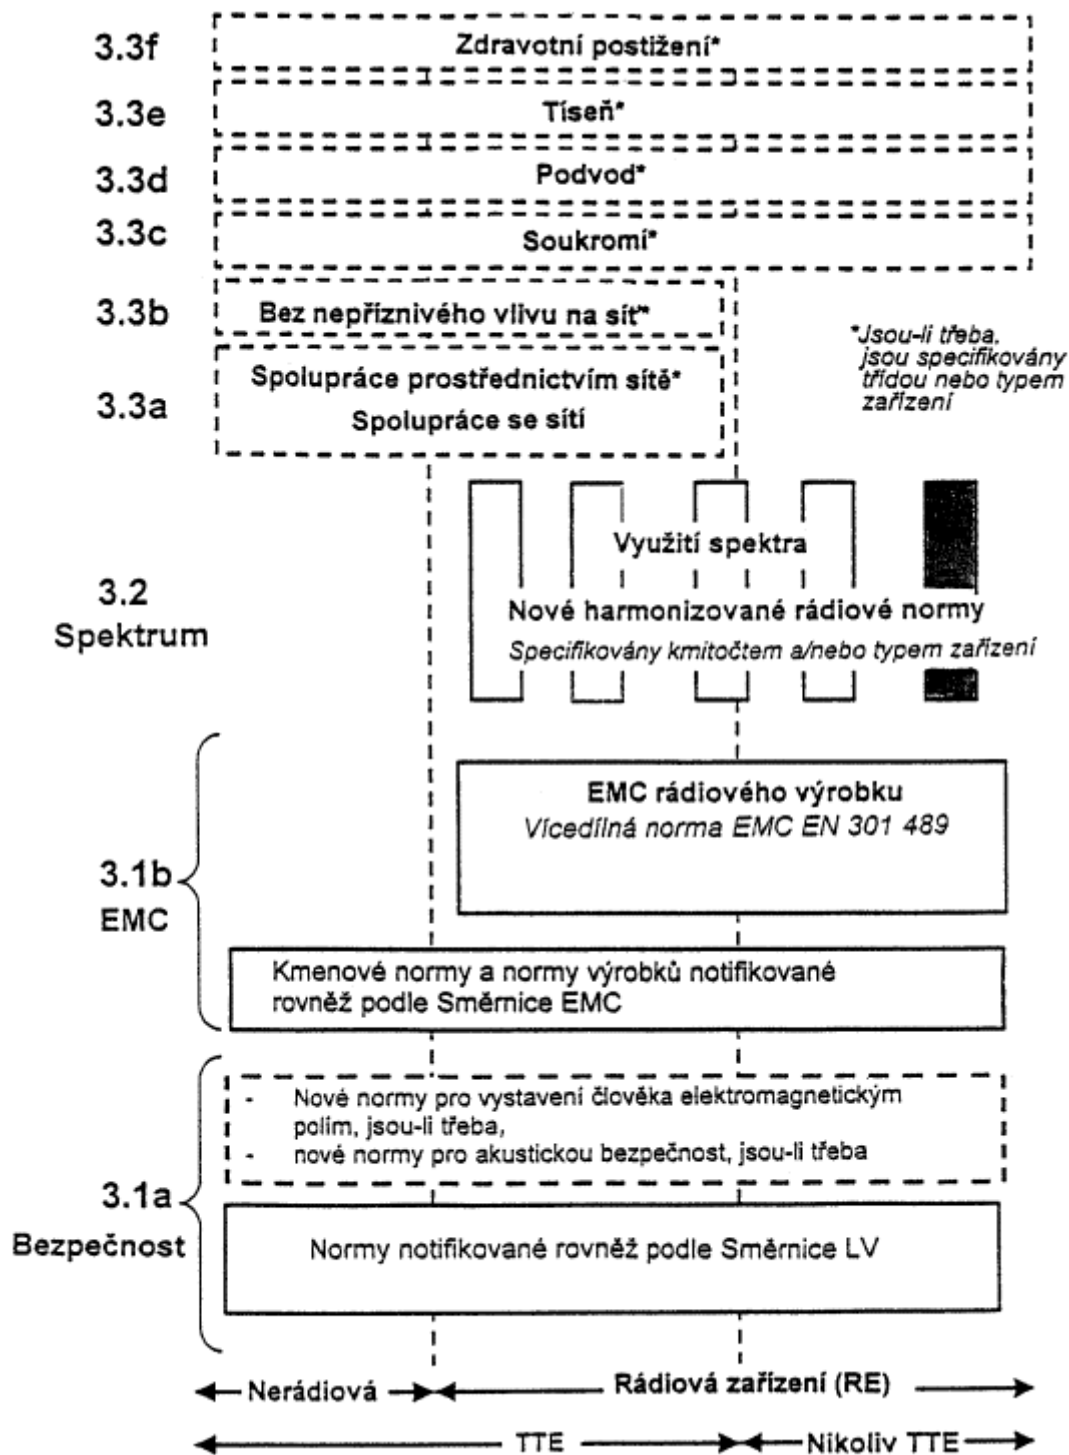 3.3f
Zdravotní postižení*
3.3e
Tíseň*
3.3d
Podvod*
3.3c
Soukromí*
3.3b
Bez nepříznivého vlivu na síť*
3.3a
Spolupráce prostřednictvím sítě*
Spolupráce se sítí
*Jsou-li třeba,
jsou specifikovány
třídou nebo typem
zařízení
3.2
Spektrum
Využití spektra
Nové harmonizované rádiové normy
Specifikovány kmitočtem a/nebo typem zařízení
3.1b
EMC
EMC rádiového výrobku
Vícedílná norma EMC EN 301 489
Kmenové normy a normy výrobků notifikované
rovněž podle Směrnice EMC
3.1a
Bezpečnost
- Nové normy pro vystavení člověka elektromagnetickým
polím, jsou-li třeba,
- nové normy pro akustickou bezpečnost, jsou-li třeba
Normy notifikované rovněž podle Směrnice LV
Nerádiová
Rádiová zařízení (RE)
TTE
Nikoliv TTE